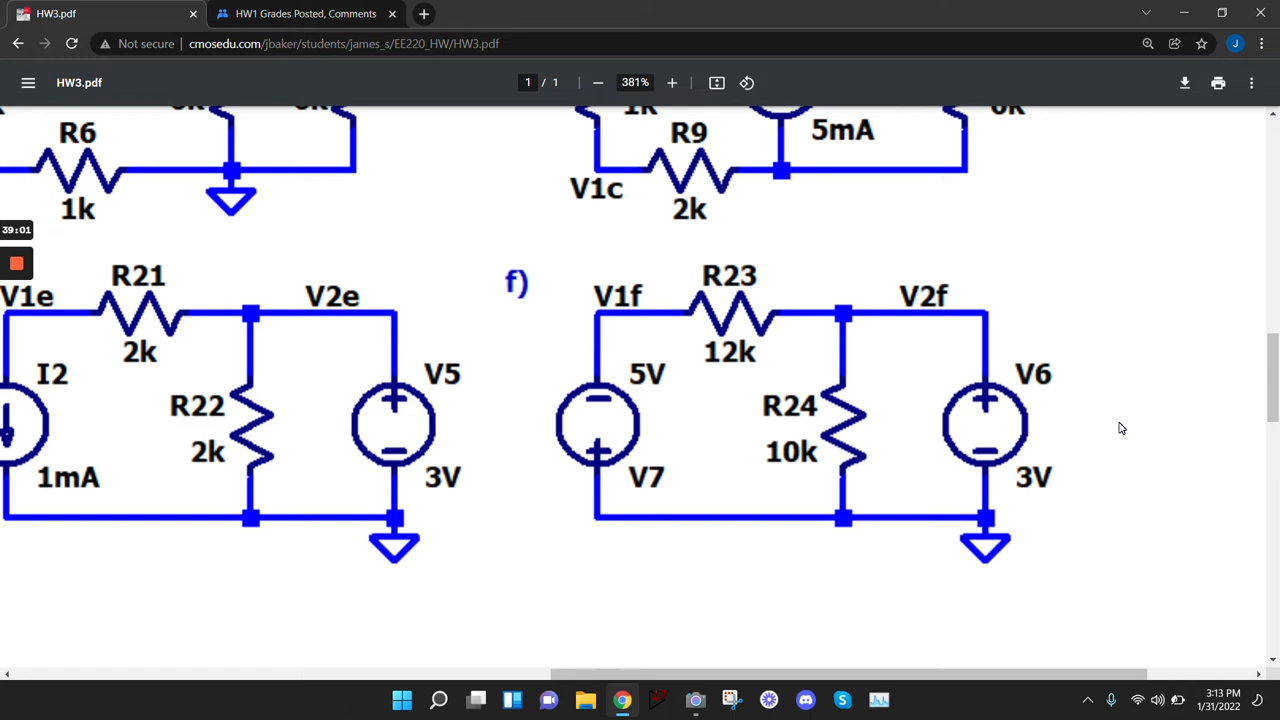 HW3.pdf
HW1 Grades Posted, Comments
Not secure
cmosedu.com/jbaker/students/james_s/EE220_HW/HW3.pdf
J
HW3.pdf
1 / 1
381%
R6
1k
1k
R9
5mA
V1c
2k
39:01
V1e
R21
2k
V2e
I2
1mA
R22
2k
V5
3V
f)
V1f
R23
12k
V2f
5V
V7
R24
10k
V6
3V
3:13 PM
1/31/2022